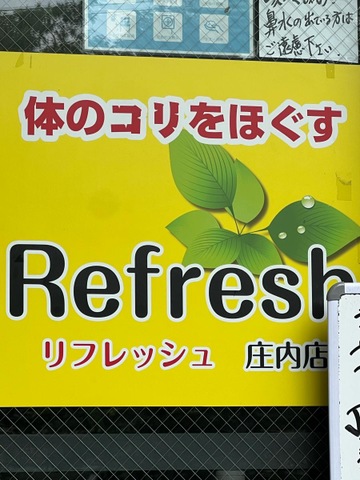 鼻水の出ている方は
ご遠慮下さい。
体のコリをほぐす
Refresh
リフレッシュ 庄内店